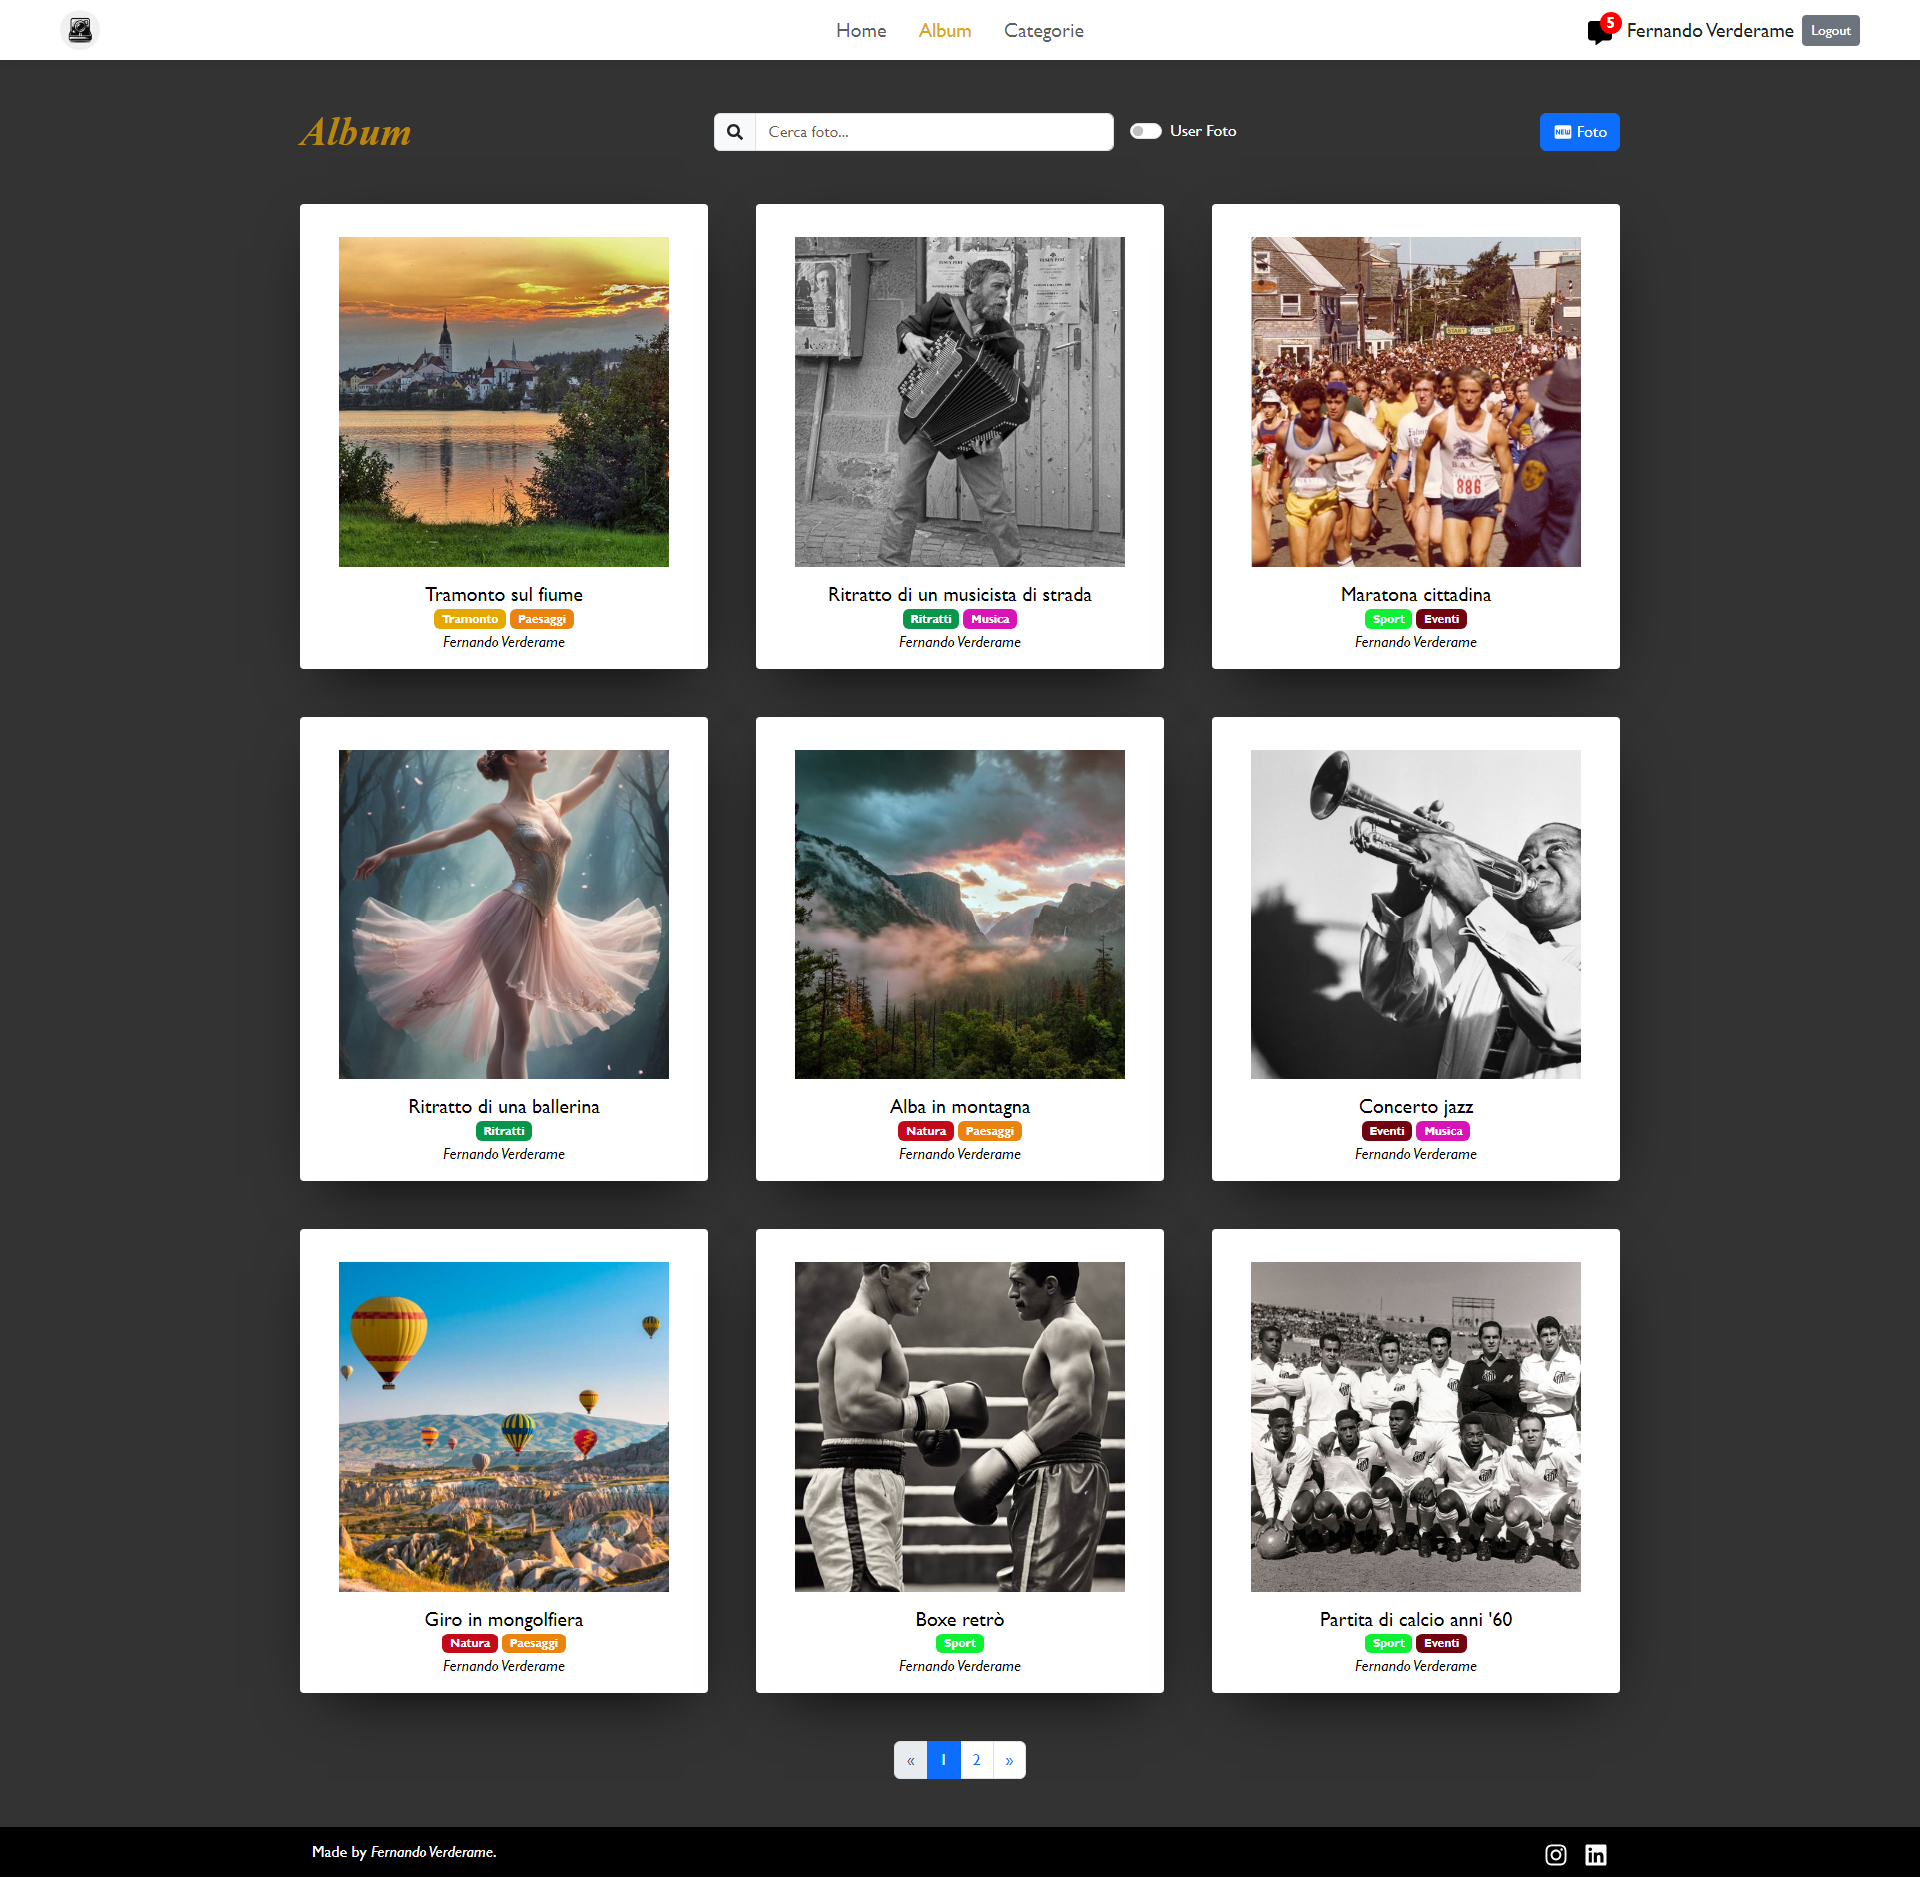 Home Album Categorie 5 Fernando Verderame Logout
Album Cerca foto... User Foto NEW Foto
START START
B.A.A.
886
Tramonto sul fiume
Tramonto Paesaggi
Fernando Verderame
Ritratto di un musicista di strada
Ritratti Musica
Fernando Verderame
Maratona cittadina
Sport Eventi
Fernando Verderame
Ritratto di una ballerina
Ritratti
Fernando Verderame
Alba in montagna
Natura Paesaggi
Fernando Verderame
Concerto jazz
Eventi Musica
Fernando Verderame
Giro in mongolfiera
Natura Paesaggi
Fernando Verderame
Boxe retrò
Sport
Fernando Verderame
Partita di calcio anni '60
Sport Eventi
Fernando Verderame
« 1 2 »
Made by Fernando Verderame.